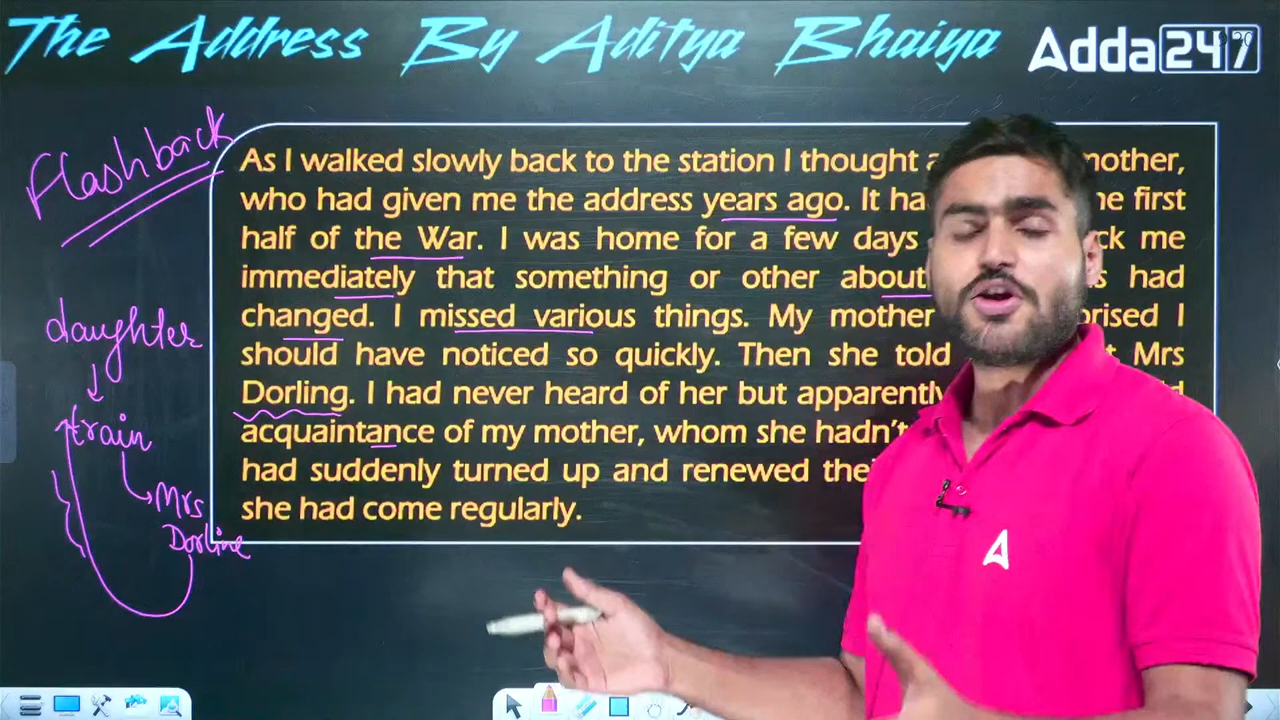 The Address By Aditya Bhaiya
Adda247
Flashback
As I walked slowly back to the station I thought a mother,
who had given me the address years ago. It ha he first
half of the War. I was home for a few days ck me
immediately that something or other about s had
changed. I missed various things. My mother prised I
should have noticed so quickly. Then she told t Mrs
Dorling. I had never heard of her but apparently
acquaintance of my mother, whom she hadn't
had suddenly turned up and renewed thei
she had come regularly.
daughter
train
Mrs
Dorline
A